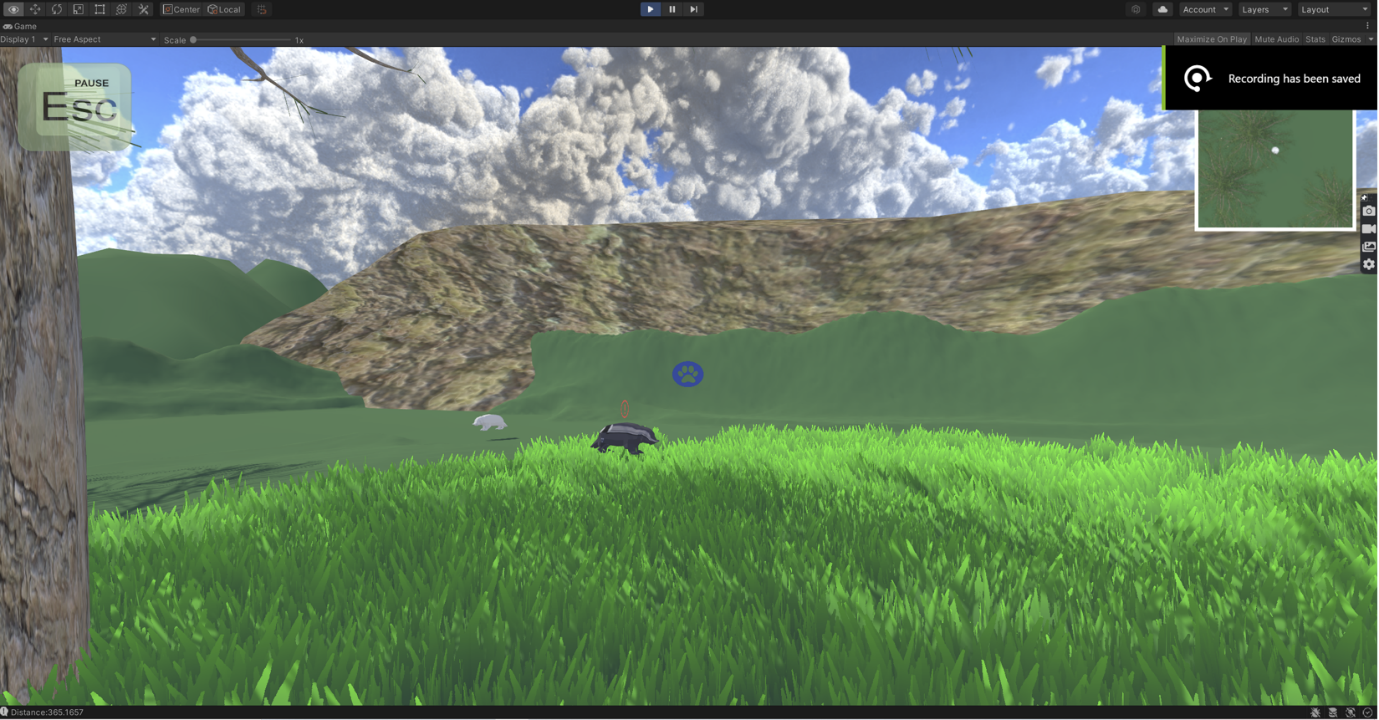 Center Local Account Layers Layout
Game
Display 1 Free Aspect Scale 1x Maximize On Play Mute Audio Stats Gizmos
PAUSE
Esc
Recording has been saved
Distance:365.1657